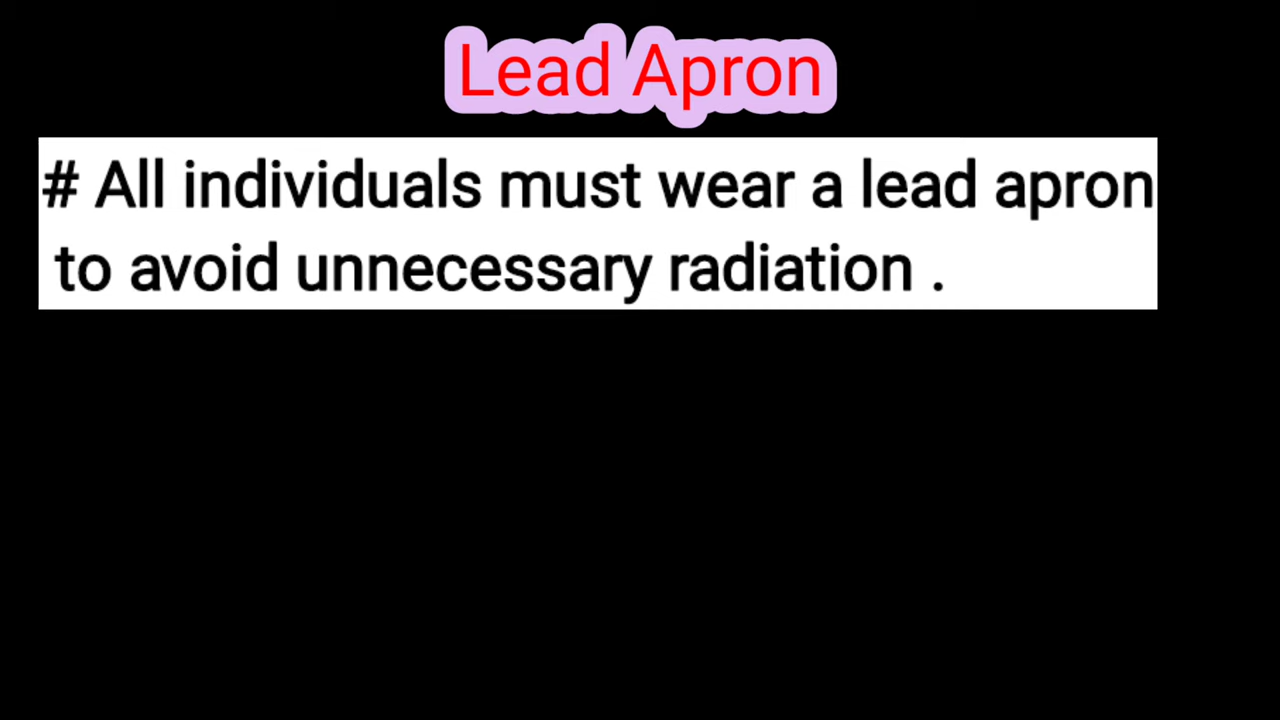 Lead Apron
# All individuals must wear a lead apron
to avoid unnecessary radiation .